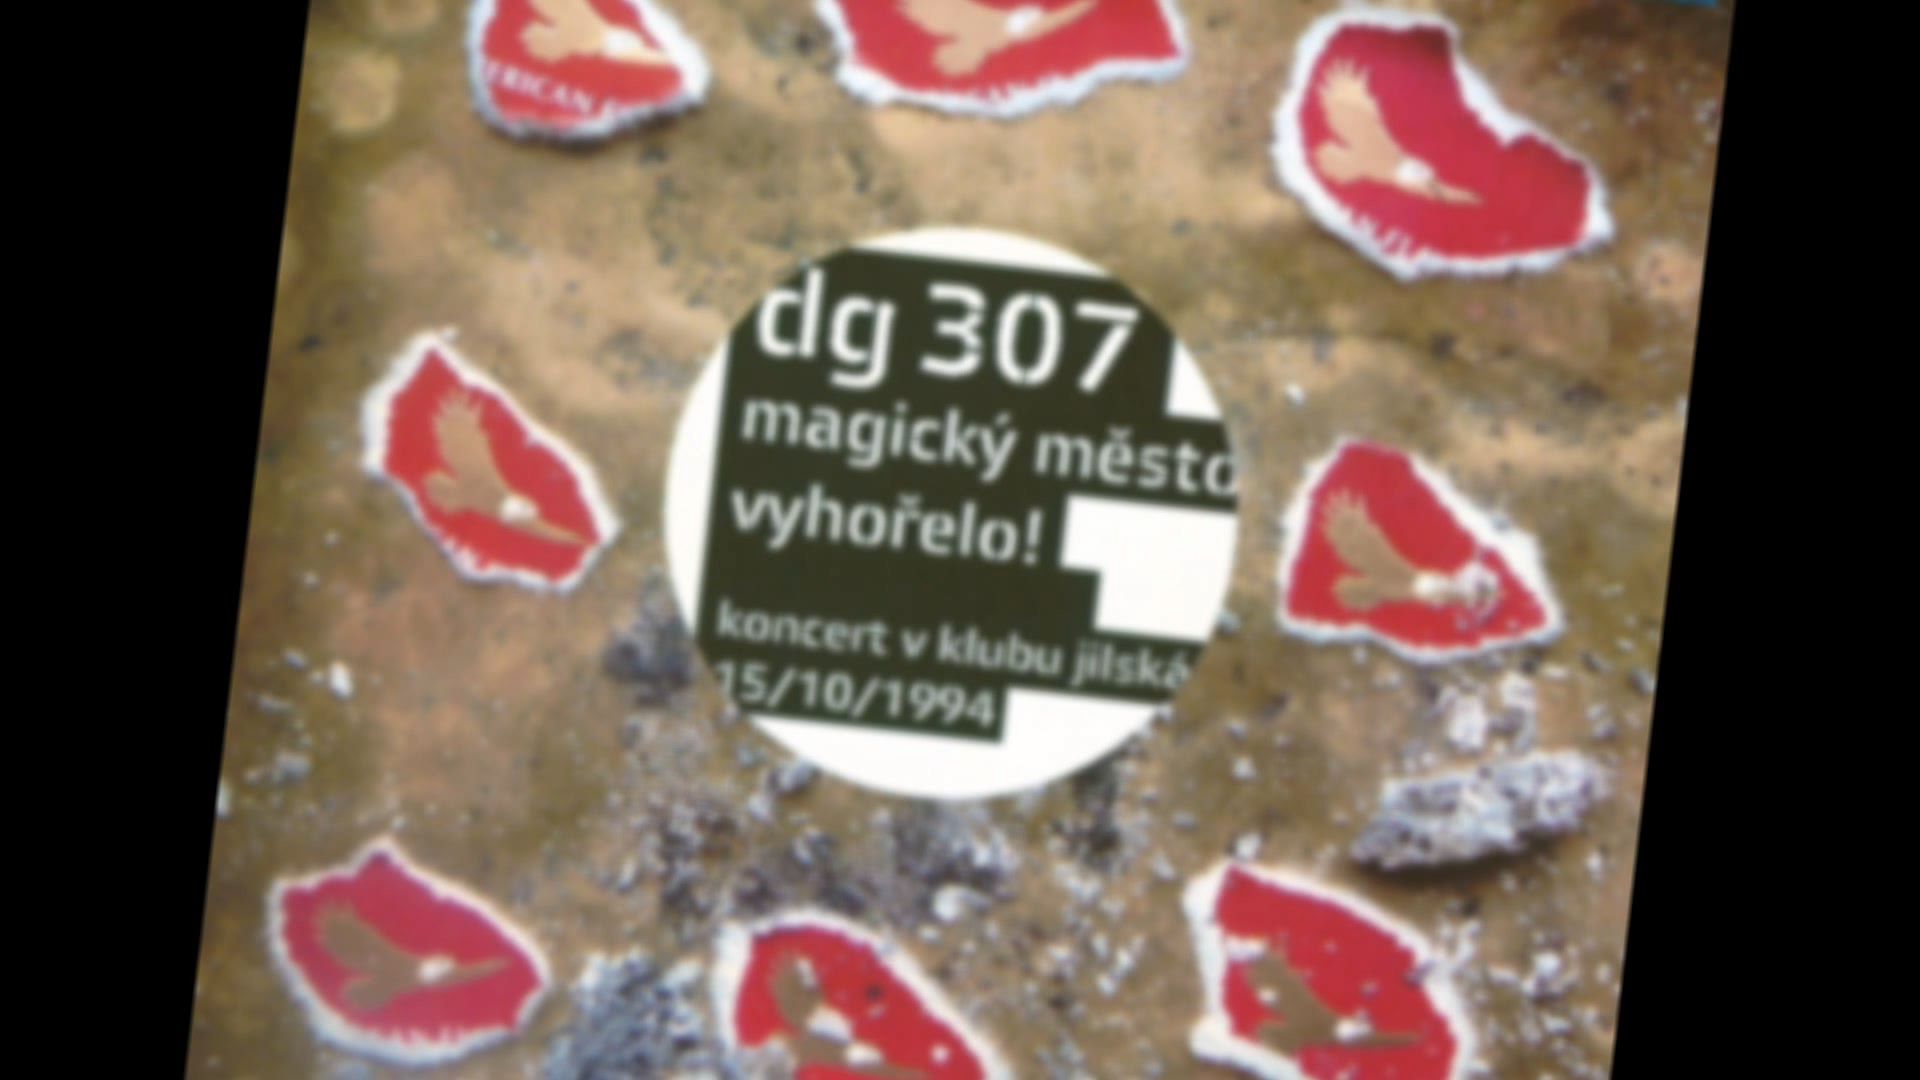 dg 307
magický město
vyhořelo!
koncert v klubu jilská
15/10/1994